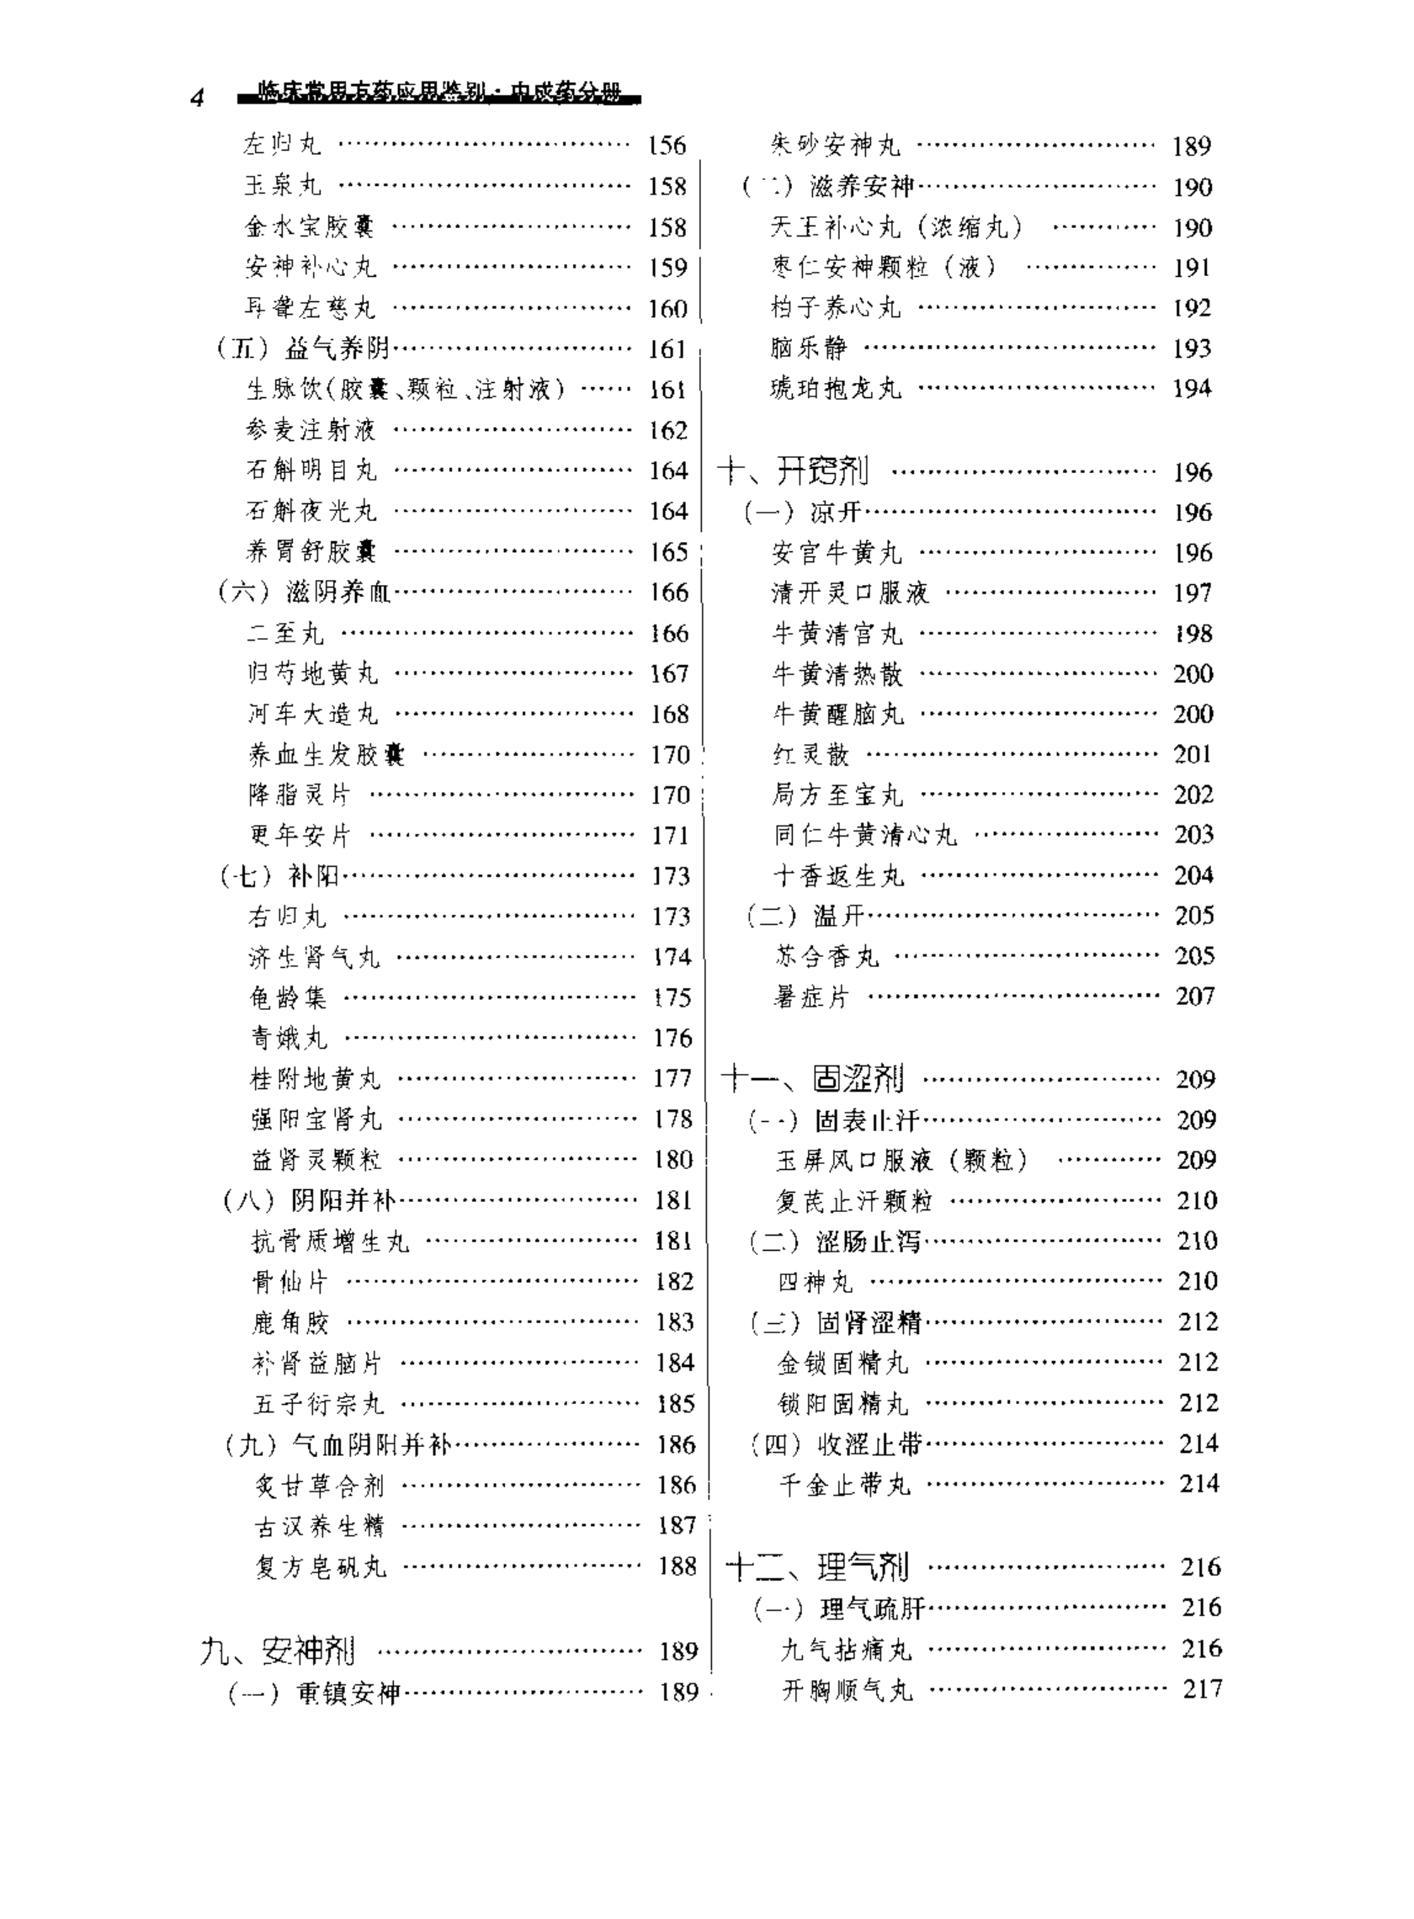 4 临床常用方药应用鉴别·中成药分册
左归丸 …………………………… 156
玉泉丸 …………………………… 158
金水宝胶囊 ……………………… 158
安神补心丸 ……………………… 159
耳聋左慈丸 ……………………… 160
（五）益气养阴……………………… 161
生脉饮(胶囊、颗粒、注射液) …… 161
参麦注射液 ……………………… 162
石斛明目丸 ……………………… 164
石斛夜光丸 ……………………… 164
养胃舒胶囊 ……………………… 165
（六）滋阴养血……………………… 166
二至丸 …………………………… 166
归芍地黄丸 ……………………… 167
河车大造丸 ……………………… 168
养血生发胶囊 …………………… 170
降脂灵片 ………………………… 170
更年安片 ………………………… 171
（七）补阳…………………………… 173
右归丸 …………………………… 173
济生肾气丸 ……………………… 174
龟龄集 …………………………… 175
青娥丸 …………………………… 176
桂附地黄丸 ……………………… 177
强阳宝肾丸 ……………………… 178
益肾灵颗粒 ……………………… 180
（八）阴阳并补……………………… 181
抗骨质增生丸 …………………… 181
骨仙片 …………………………… 182
鹿角胶 …………………………… 183
补肾益脑片 ……………………… 184
五子衍宗丸 ……………………… 185
（九）气血阴阳并补………………… 186
炙甘草合剂 ……………………… 186
古汉养生精 ……………………… 187
复方皂矾丸 ……………………… 188
九、安神剂 ………………………… 189
（一）重镇安神……………………… 189
朱砂安神丸 ……………………… 189
（二）滋养安神……………………… 190
天王补心丸（浓缩丸） ………… 190
枣仁安神颗粒（液） …………… 191
柏子养心丸 ……………………… 192
脑乐静 …………………………… 193
琥珀抱龙丸 ……………………… 194
十、开窍剂 ………………………… 196
（一）凉开…………………………… 196
安宫牛黄丸 ……………………… 196
清开灵口服液 …………………… 197
牛黄清宫丸 ……………………… 198
牛黄清热散 ……………………… 200
牛黄醒脑丸 ……………………… 200
红灵散 …………………………… 201
局方至宝丸 ……………………… 202
同仁牛黄清心丸 ………………… 203
十香返生丸 ……………………… 204
（二）温开…………………………… 205
苏合香丸 ………………………… 205
暑症片 …………………………… 207
十一、固涩剂 ……………………… 209
（一）固表止汗……………………… 209
玉屏风口服液（颗粒） ………… 209
复芪止汗颗粒 …………………… 210
（二）涩肠止泻……………………… 210
四神丸 …………………………… 210
（三）固肾涩精……………………… 212
金锁固精丸 ……………………… 212
锁阳固精丸 ……………………… 212
（四）收涩止带……………………… 214
千金止带丸 ……………………… 214
十二、理气剂 ……………………… 216
（一）理气疏肝……………………… 216
九气拈痛丸 ……………………… 216
开胸顺气丸 ……………………… 217